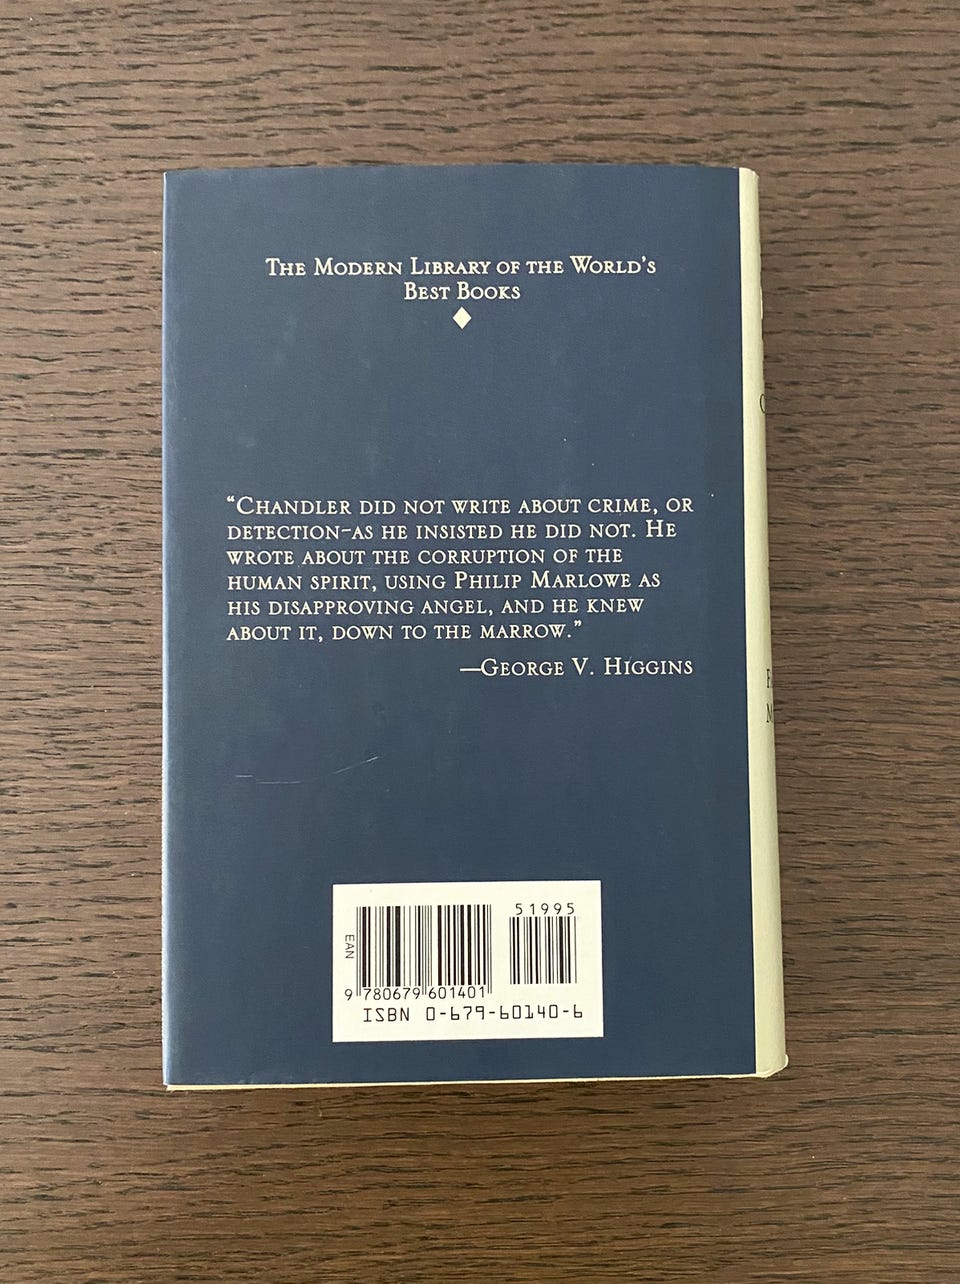 The Modern Library of the World's
Best Books
“Chandler did not write about crime, or
detection–as he insisted he did not. He
wrote about the corruption of the
human spirit, using Philip Marlowe as
his disapproving angel, and he knew
about it, down to the marrow.”
—George V. Higgins
51995
EAN
9 780679 601401
ISBN 0-679-60140-6